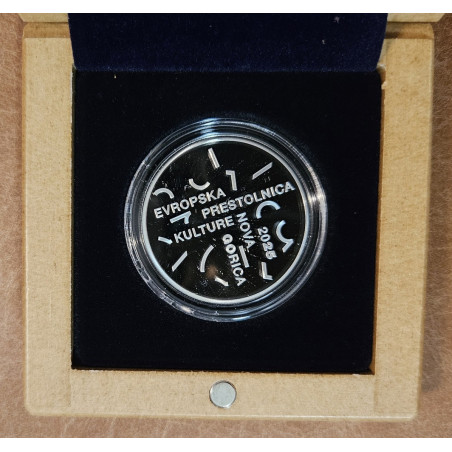 EVROPSKA
PRESTOLNICA
KULTURE
NOVA
GORICA
2025